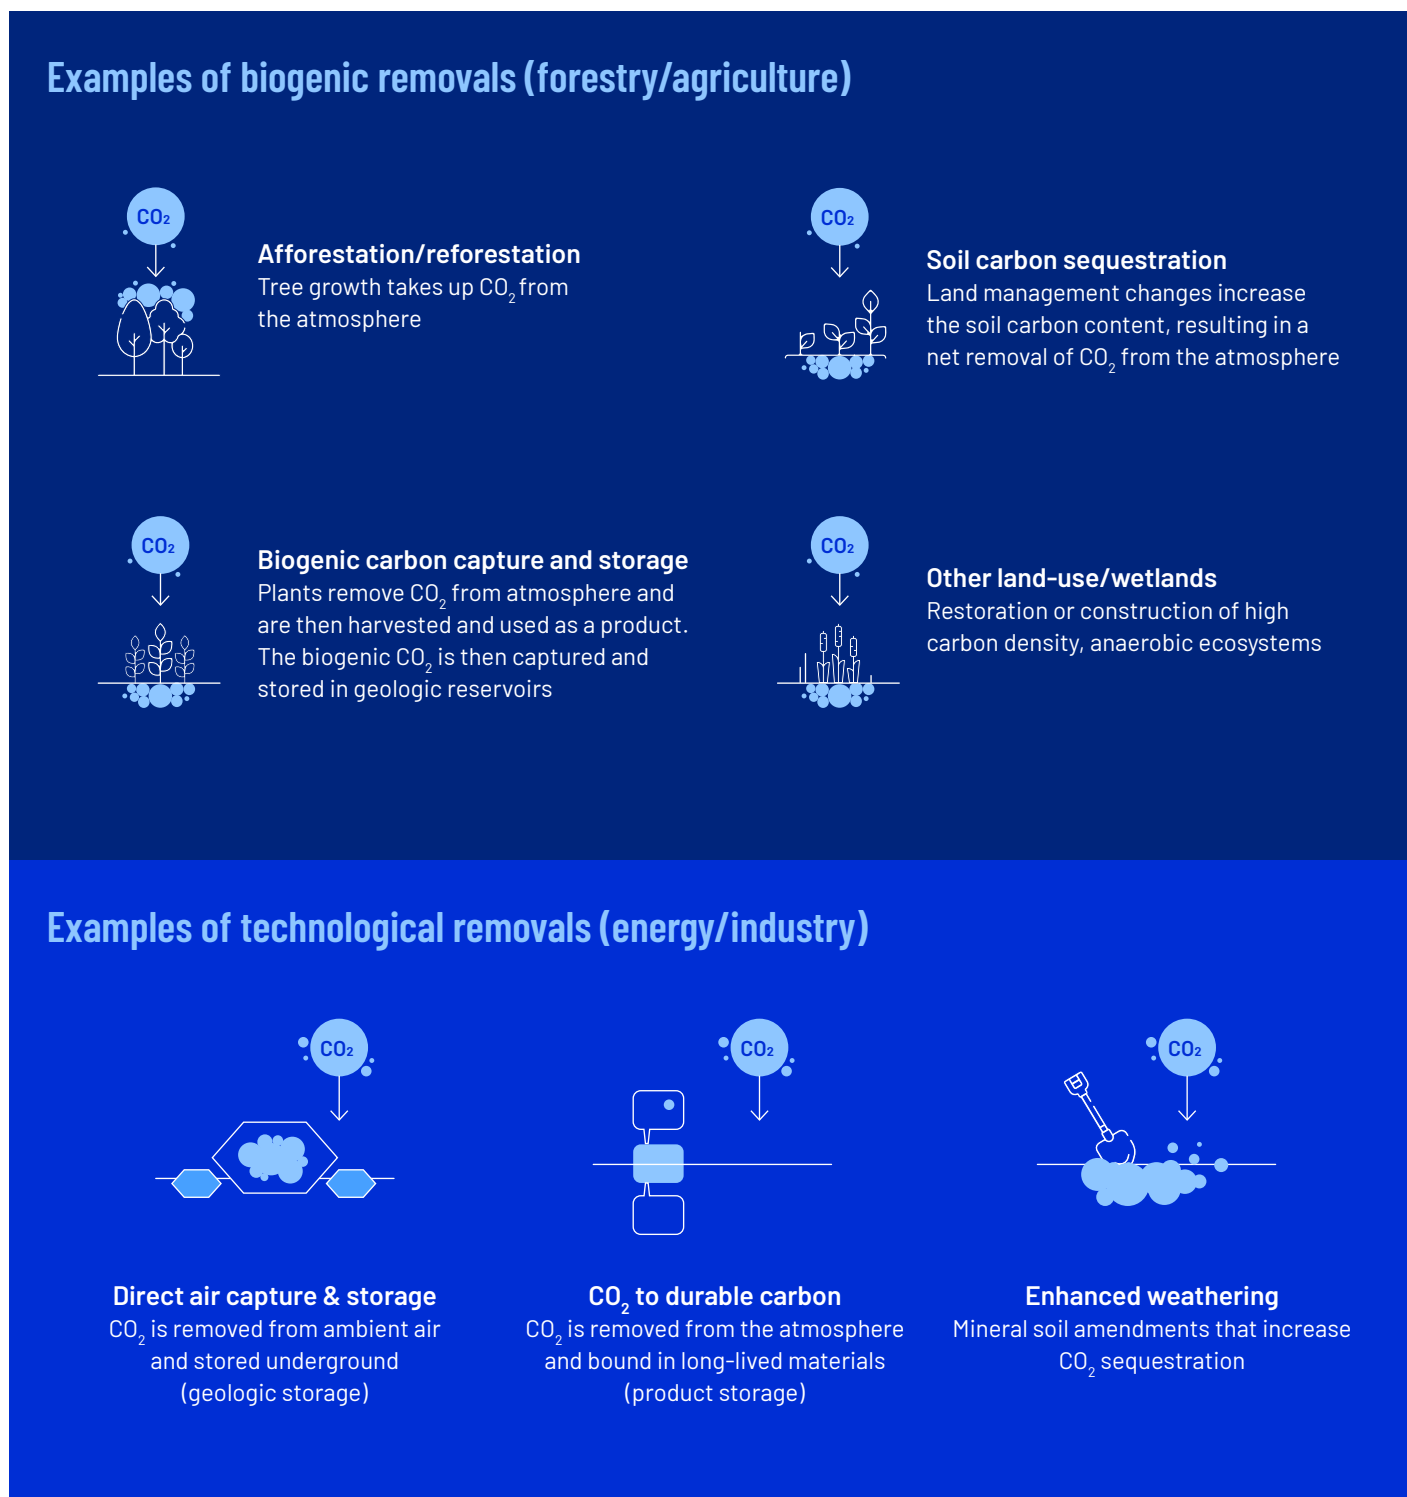 Examples of biogenic removals (forestry/agriculture)
CO₂
Afforestation/reforestation
Tree growth takes up CO₂ from
the atmosphere
CO₂
Soil carbon sequestration
Land management changes increase
the soil carbon content, resulting in a
net removal of CO₂ from the atmosphere
CO₂
Biogenic carbon capture and storage
Plants remove CO₂ from atmosphere and
are then harvested and used as a product.
The biogenic CO₂ is then captured and
stored in geologic reservoirs
CO₂
Other land-use/wetlands
Restoration or construction of high
carbon density, anaerobic ecosystems
Examples of technological removals (energy/industry)
CO₂
Direct air capture & storage
CO₂ is removed from ambient air
and stored underground
(geologic storage)
CO₂
CO₂ to durable carbon
CO₂ is removed from the atmosphere
and bound in long-lived materials
(product storage)
CO₂
Enhanced weathering
Mineral soil amendments that increase
CO₂ sequestration